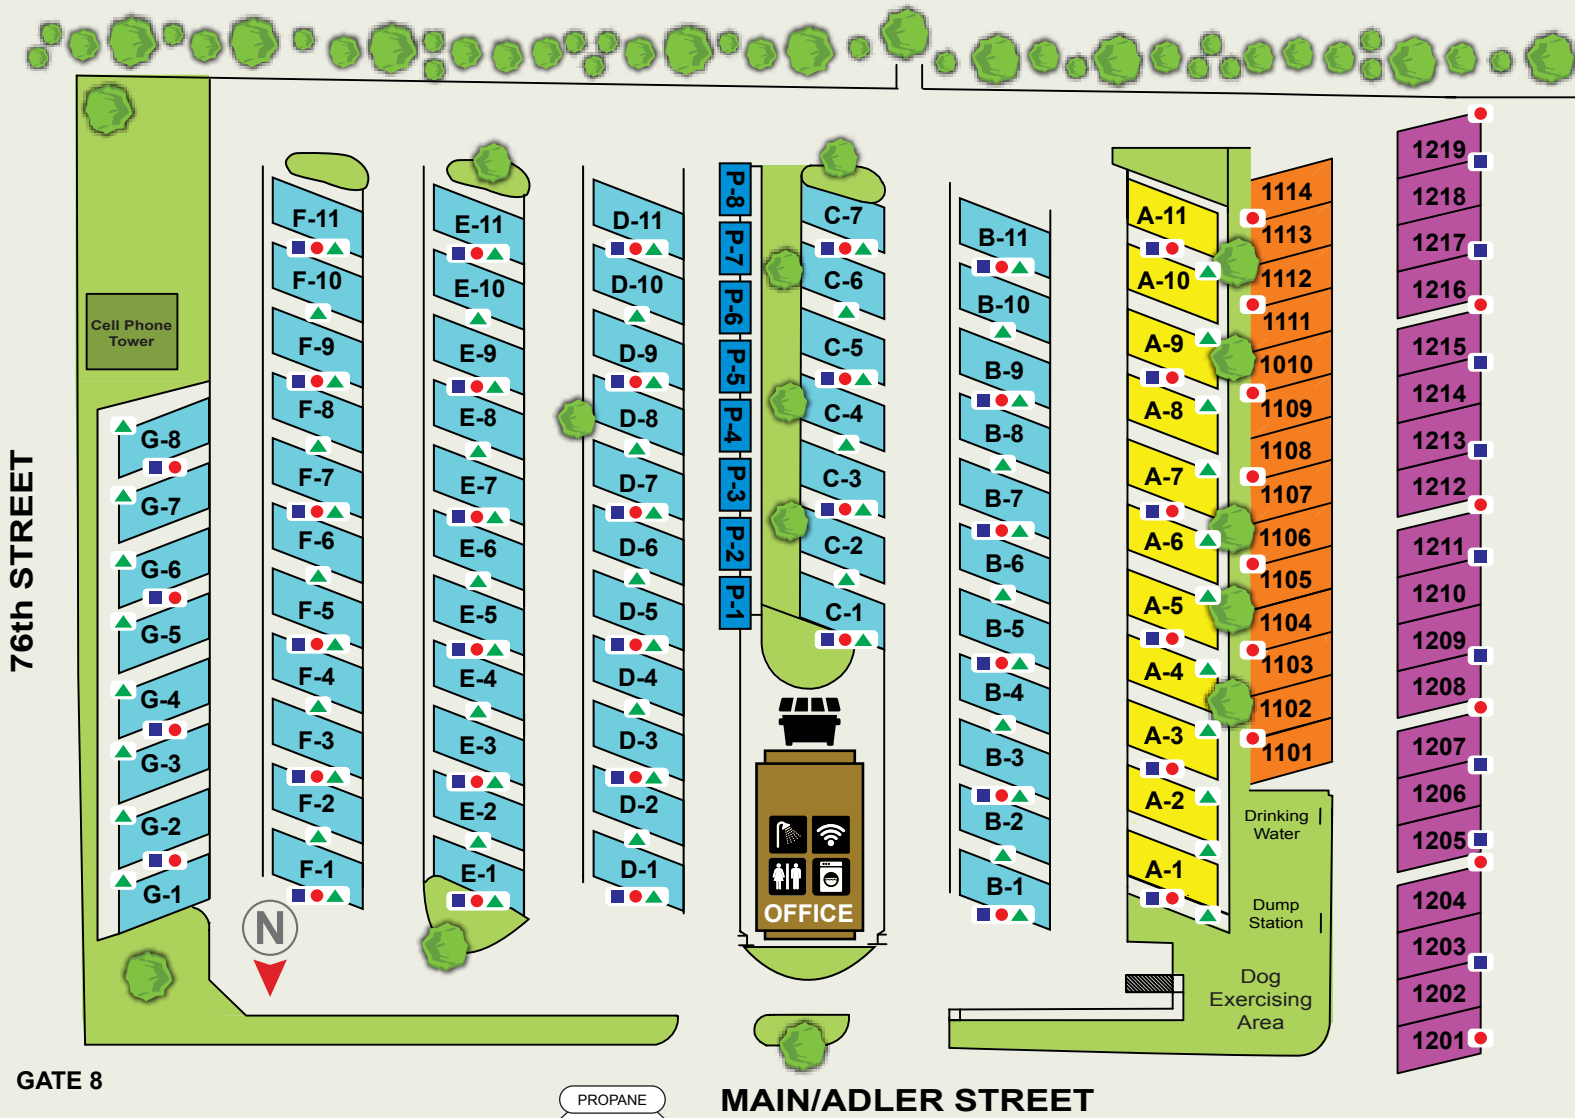 Cell Phone
Tower
76th STREET
G-8
G-7
G-6
G-5
G-4
G-3
G-2
G-1
F-11
F-10
F-9
F-8
F-7
F-6
F-5
F-4
F-3
F-2
F-1
N
E-11
E-10
E-9
E-8
E-7
E-6
E-5
E-4
E-3
E-2
E-1
D-11
D-10
D-9
D-8
D-7
D-6
D-5
D-4
D-3
D-2
D-1
P-8
P-7
P-6
P-5
P-4
P-3
P-2
P-1
C-7
C-6
C-5
C-4
C-3
C-2
C-1
OFFICE
B-11
B-10
B-9
B-8
B-7
B-6
B-5
B-4
B-3
B-2
B-1
A-11
A-10
A-9
A-8
A-7
A-6
A-5
A-4
A-3
A-2
A-1
1114
1113
1112
1111
1010
1109
1108
1107
1106
1105
1104
1103
1102
1101
Drinking
Water
Dump
Station
Dog
Exercising
Area
1219
1218
1217
1216
1215
1214
1213
1212
1211
1210
1209
1208
1207
1206
1205
1204
1203
1202
1201
GATE 8
PROPANE
MAIN/ADLER STREET